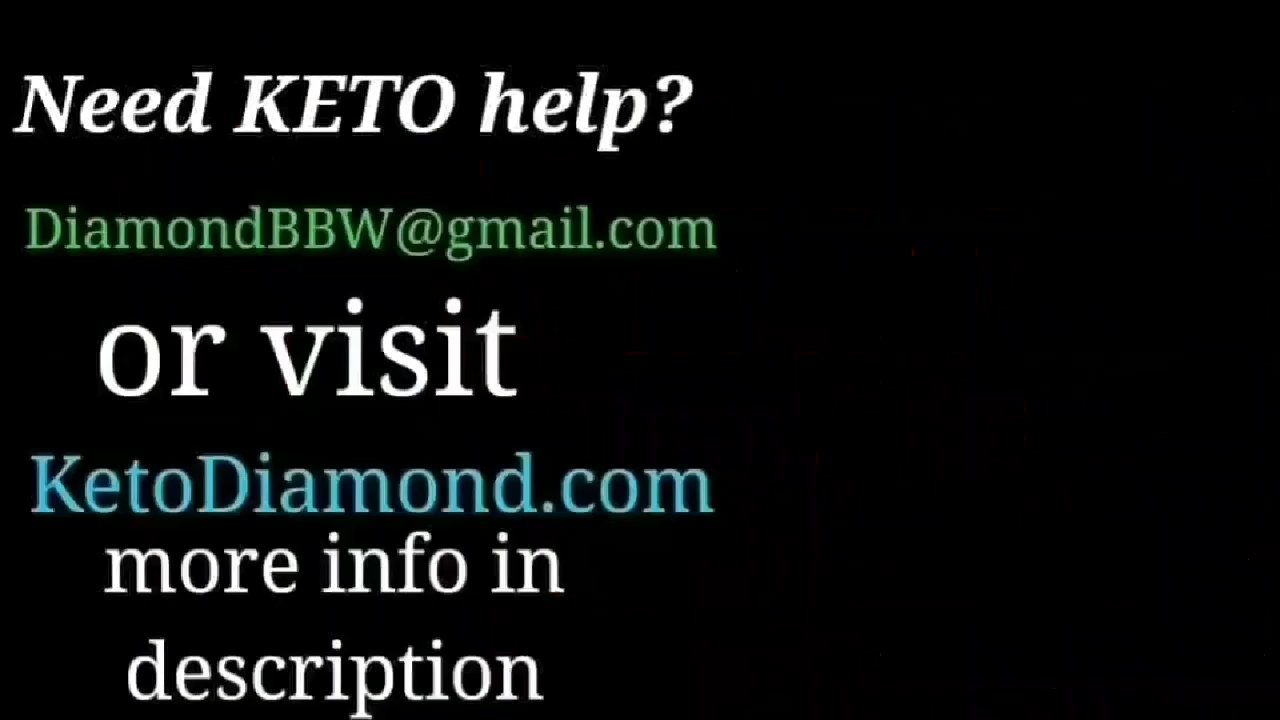 Need KETO help?
DiamondBBW@gmail.com
or visit
KetoDiamond.com
more info in
description